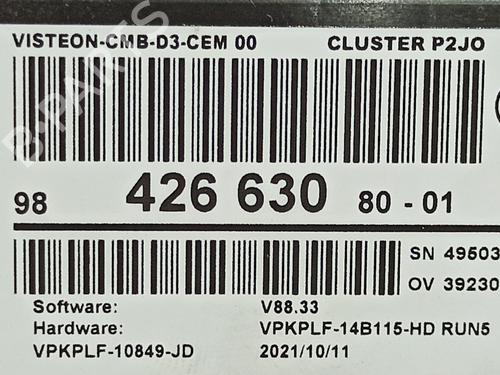 VISTEON-CMB-D3-CEM 00 CLUSTER P2JO
98 426 630 80 - 01
SN 49503
OV 39230
Software: V88.33
Hardware: VPKPLF-14B115-HD RUN5
VPKPLF-10849-JD 2021/10/11
B-PARTS